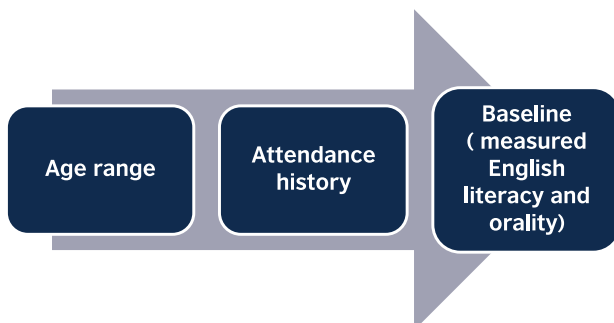 Age range
Attendance
history
Baseline
( measured
English
literacy and
orality)